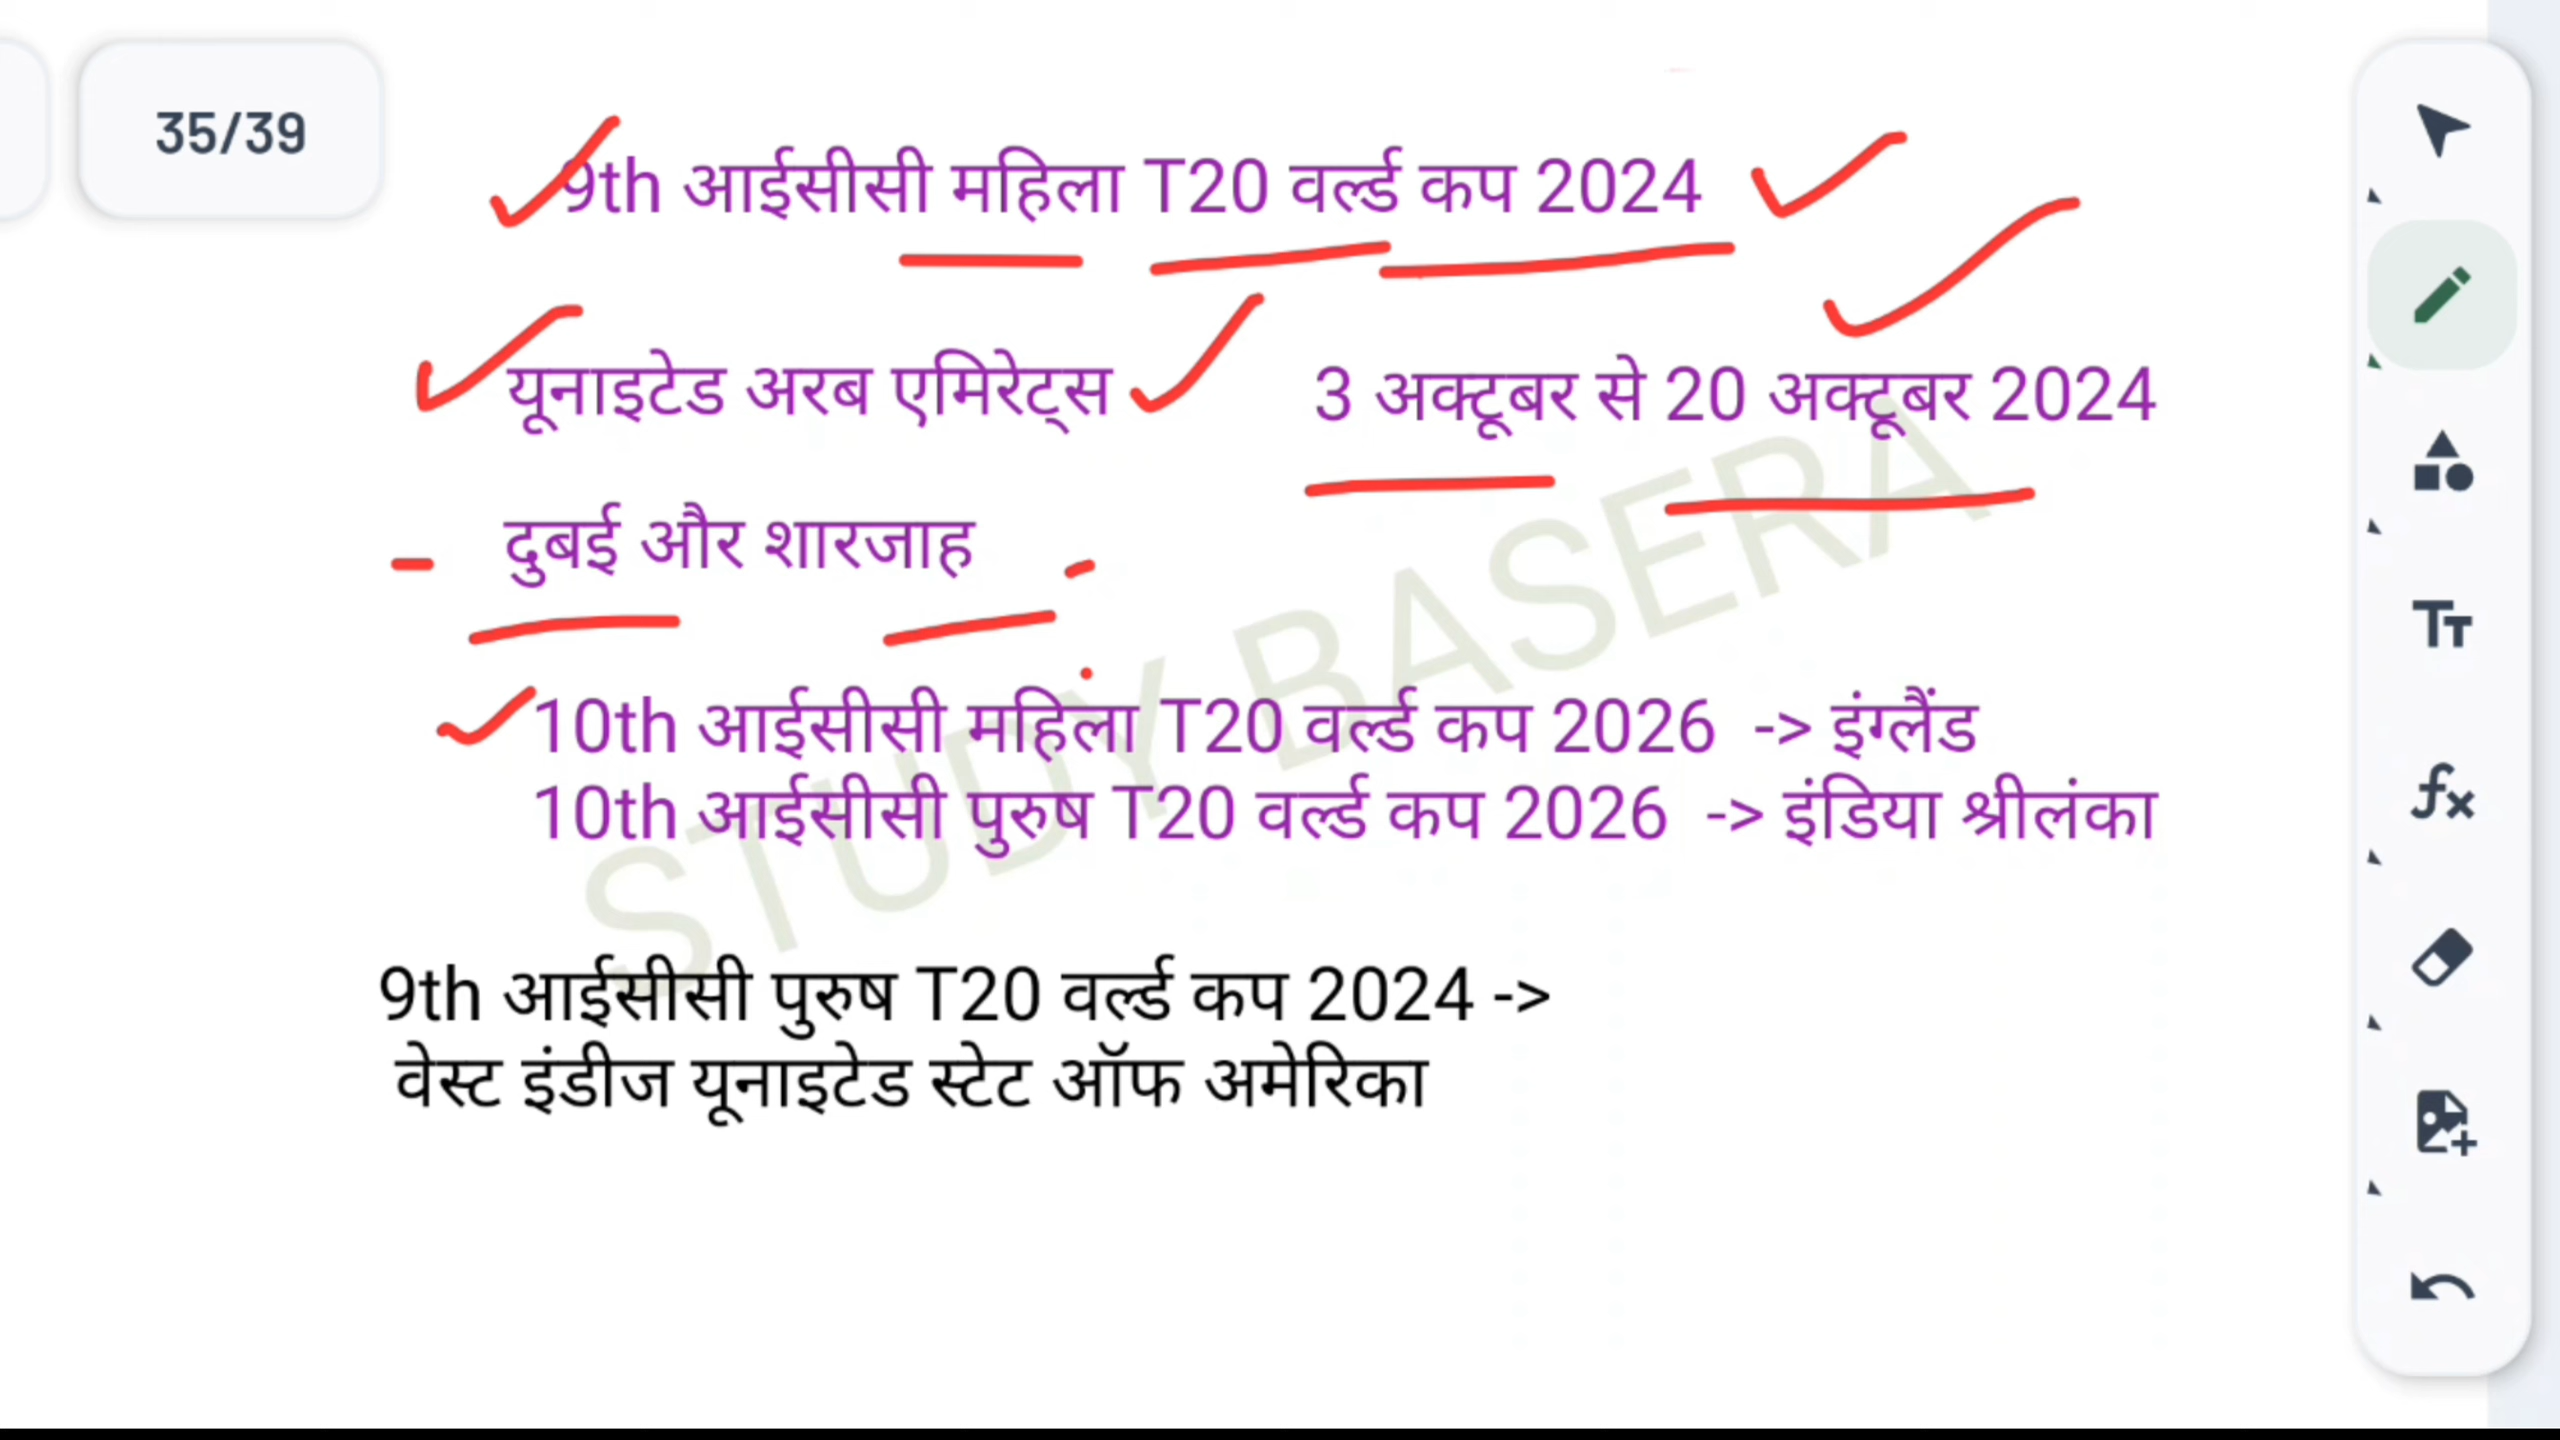 35/39
9th आईसीसी महिला T20 वर्ल्ड कप 2024
यूनाइटेड अरब एमिरेट्स 3 अक्टूबर से 20 अक्टूबर 2024
दुबई और शारजाह
10th आईसीसी महिला T20 वर्ल्ड कप 2026 -> इंग्लैंड
10th आईसीसी पुरुष T20 वर्ल्ड कप 2026 -> इंडिया श्रीलंका
STUDY BASERA
9th आईसीसी पुरुष T20 वर्ल्ड कप 2024 ->
वेस्ट इंडीज यूनाइटेड स्टेट ऑफ अमेरिका